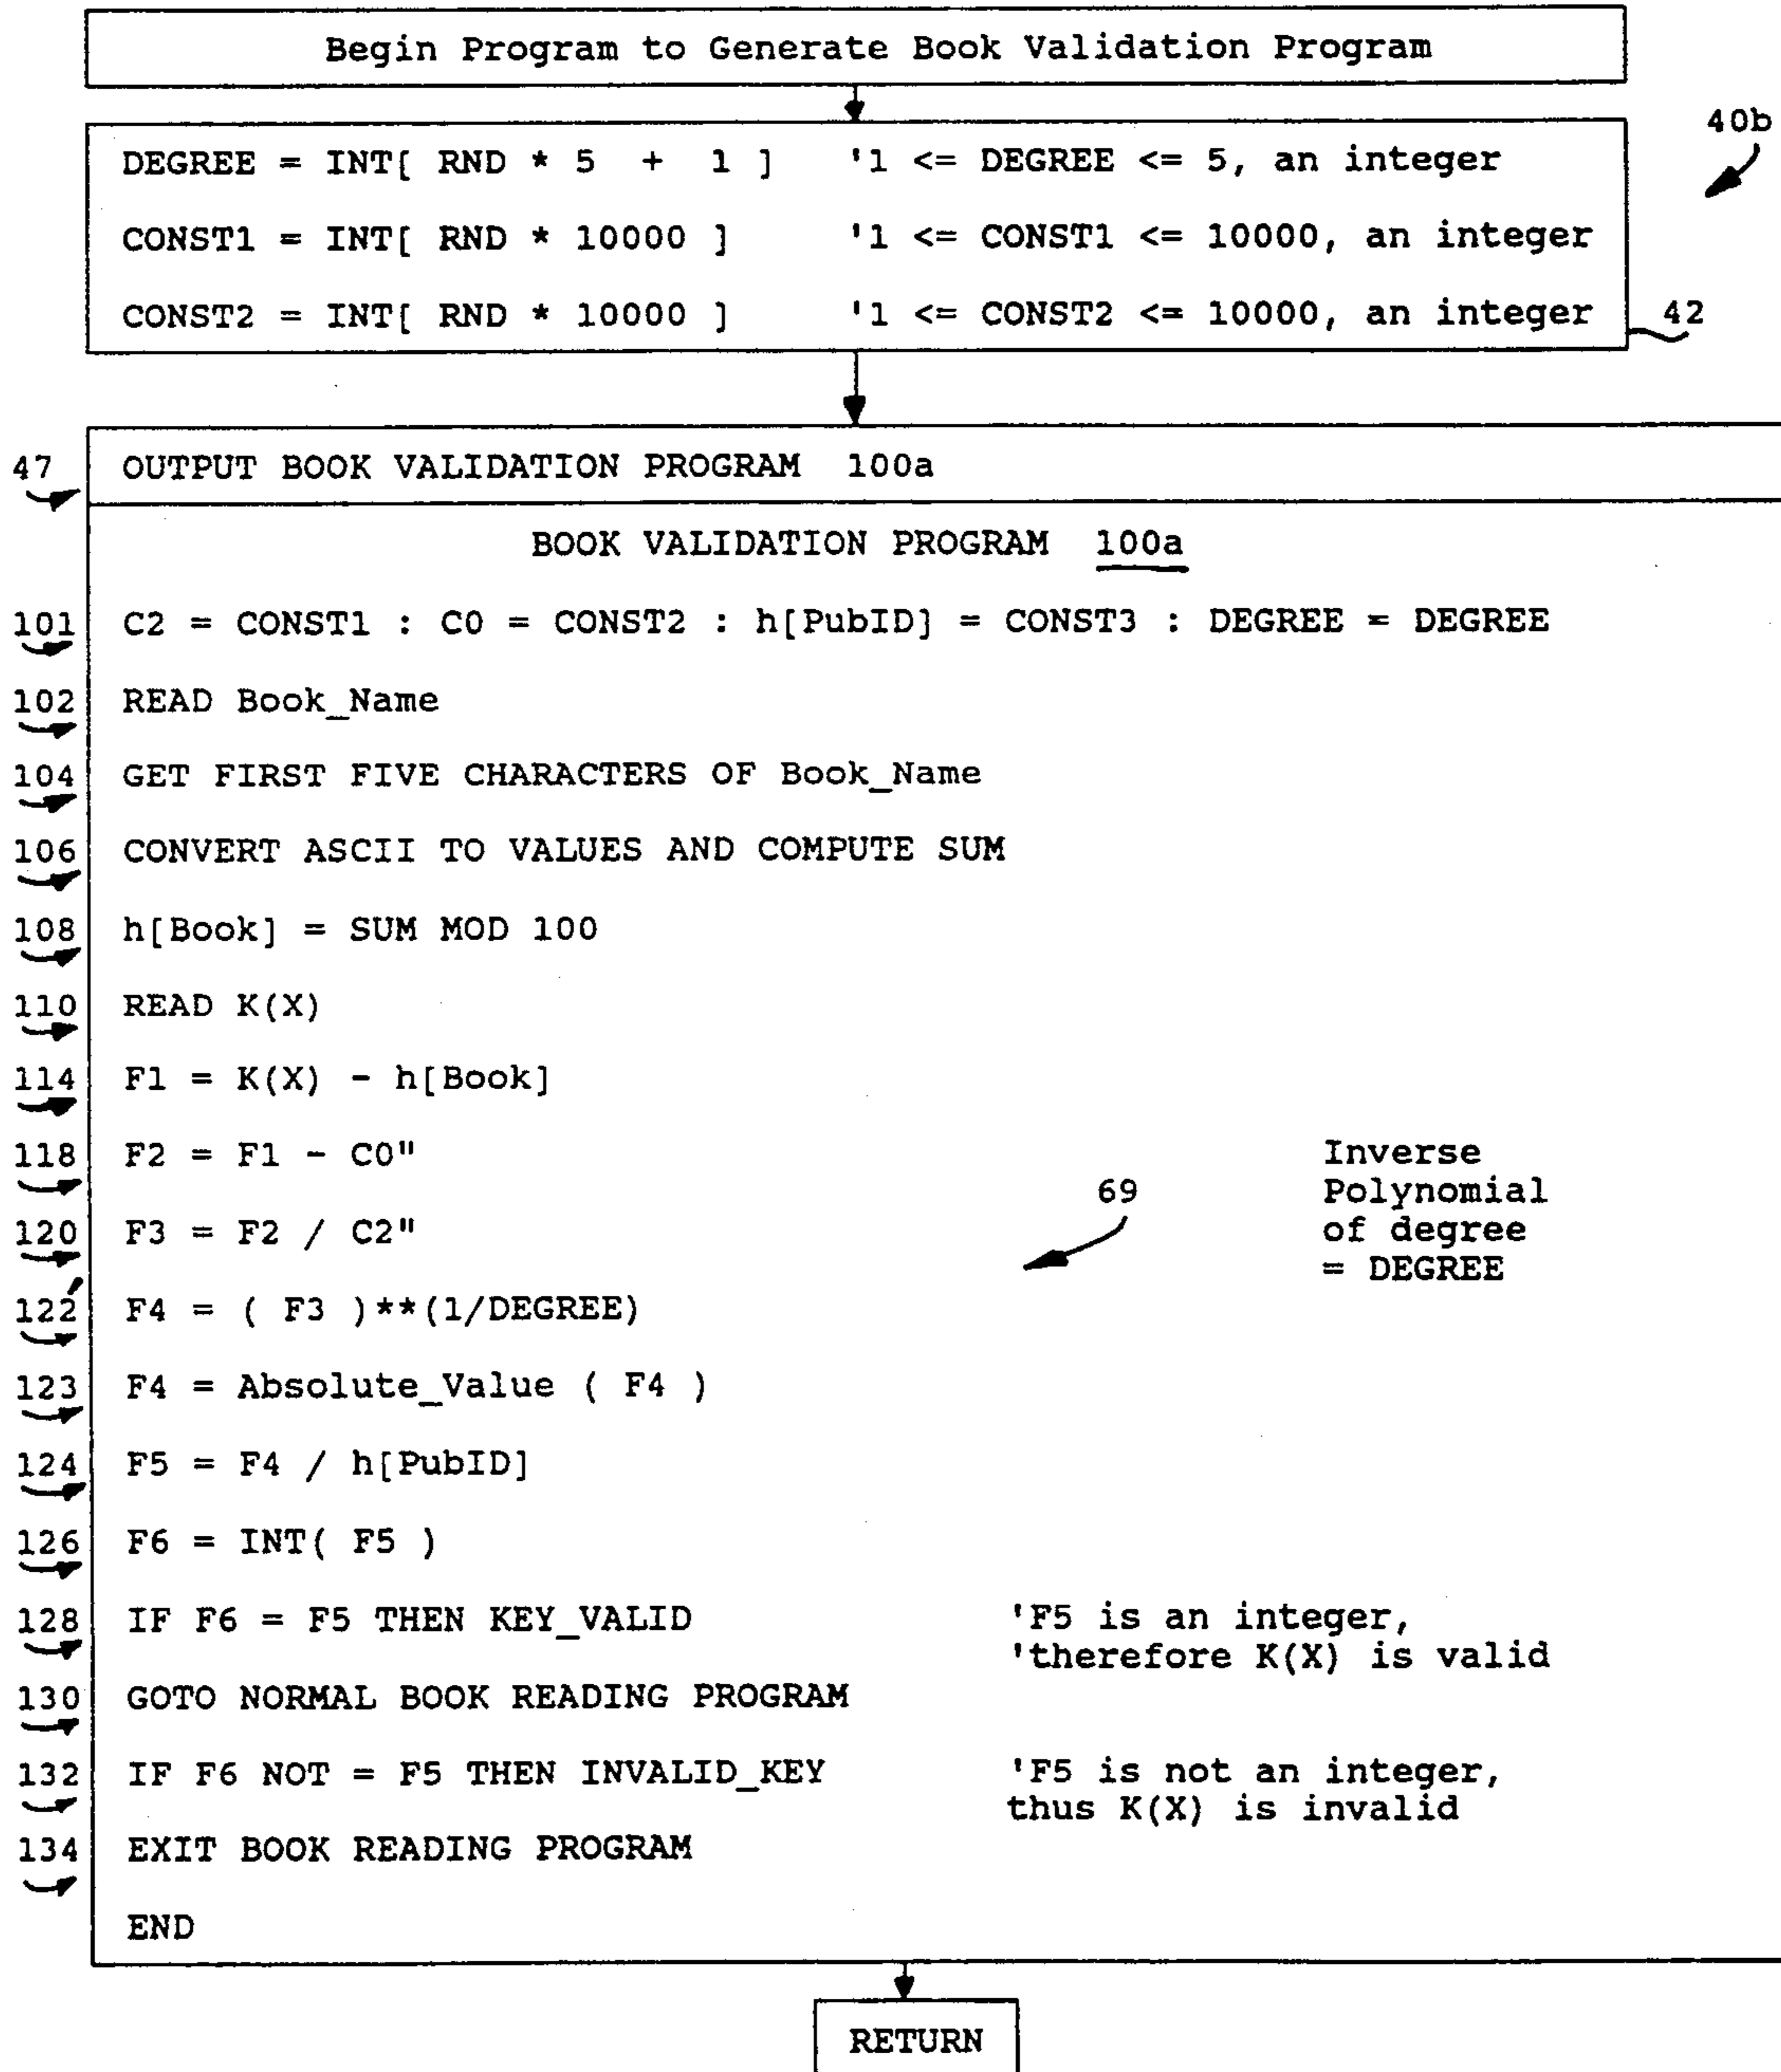 Begin Program to Generate Book Validation Program
40b
DEGREE = INT[ RND * 5 + 1 ] '1 <= DEGREE <= 5, an integer
CONST1 = INT[ RND * 10000 ] '1 <= CONST1 <= 10000, an integer
CONST2 = INT[ RND * 10000 ] '1 <= CONST2 <= 10000, an integer 42
47 OUTPUT BOOK VALIDATION PROGRAM 100a
BOOK VALIDATION PROGRAM 100a
101 C2 = CONST1 : C0 = CONST2 : h[PubID] = CONST3 : DEGREE = DEGREE
102 READ Book_Name
104 GET FIRST FIVE CHARACTERS OF Book_Name
106 CONVERT ASCII TO VALUES AND COMPUTE SUM
108 h[Book] = SUM MOD 100
110 READ K(X)
114 F1 = K(X) - h[Book]
118 F2 = F1 - C0"
120 F3 = F2 / C2"
69
Inverse
Polynomial
of degree
= DEGREE
122' F4 = ( F3 )**(1/DEGREE)
123 F4 = Absolute_Value ( F4 )
124 F5 = F4 / h[PubID]
126 F6 = INT( F5 )
128 IF F6 = F5 THEN KEY_VALID 'F5 is an integer,
'therefore K(X) is valid
130 GOTO NORMAL BOOK READING PROGRAM
132 IF F6 NOT = F5 THEN INVALID_KEY 'F5 is not an integer,
thus K(X) is invalid
134 EXIT BOOK READING PROGRAM
END
RETURN